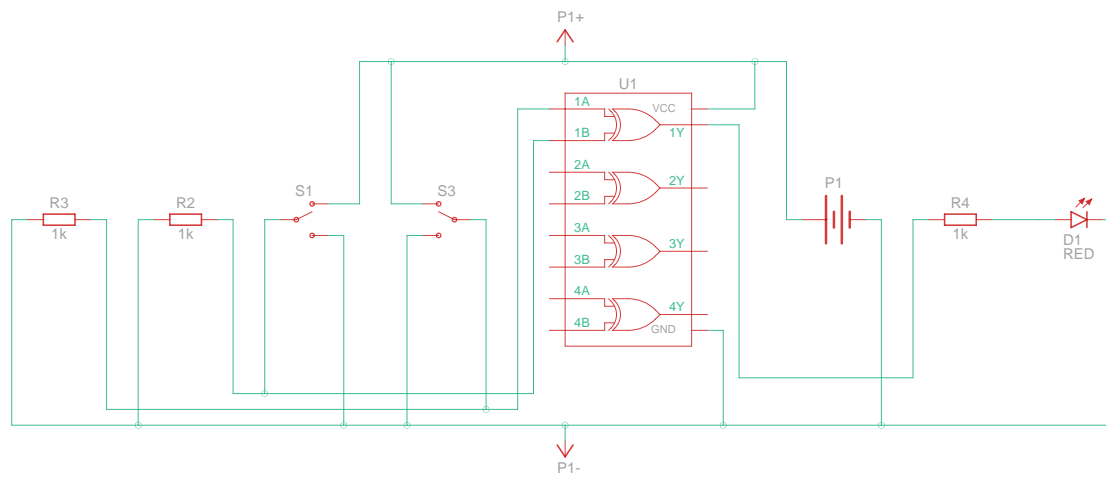 P1+
U1
1A
VCC
1B
1Y
2A
2Y
2B
3A
3Y
3B
4A
4Y
4B
GND
R3
1k
R2
1k
S1
S3
P1
R4
1k
D1
RED
P1-